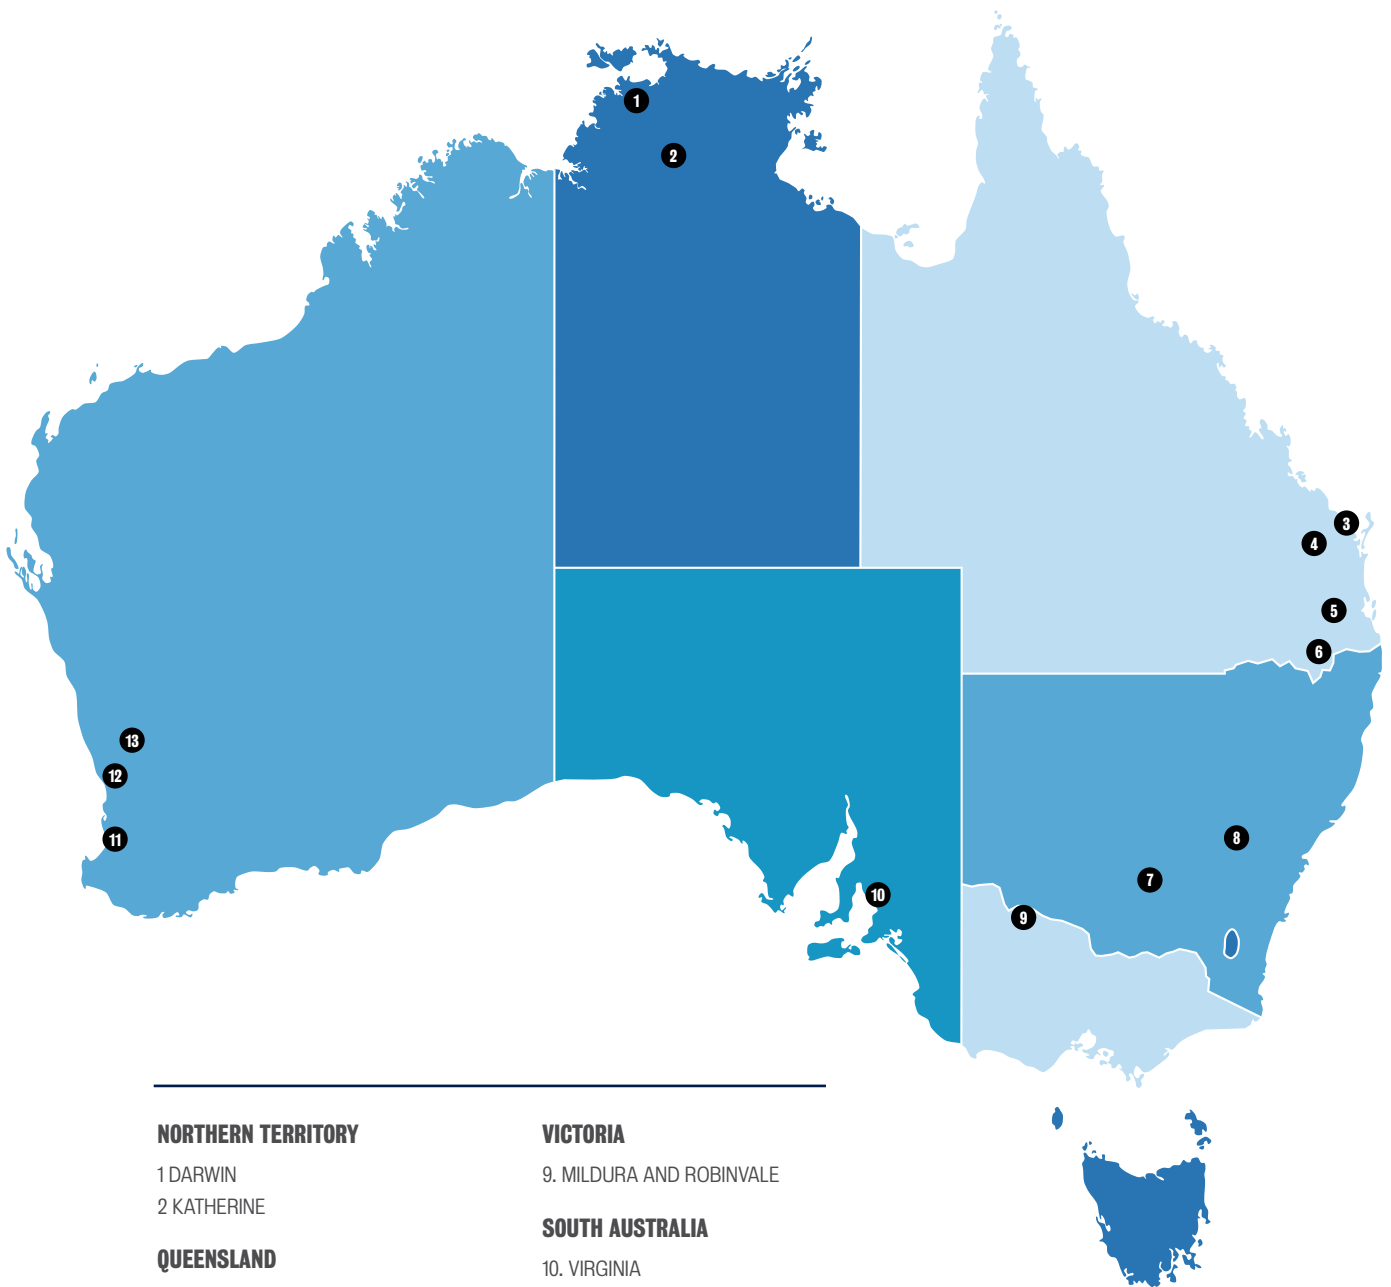 1
2
3
4
5
6
13
12
11
8
7
10
9
NORTHERN TERRITORY
1 DARWIN
2 KATHERINE
QUEENSLAND
VICTORIA
9. MILDURA AND ROBINVALE
SOUTH AUSTRALIA
10. VIRGINIA